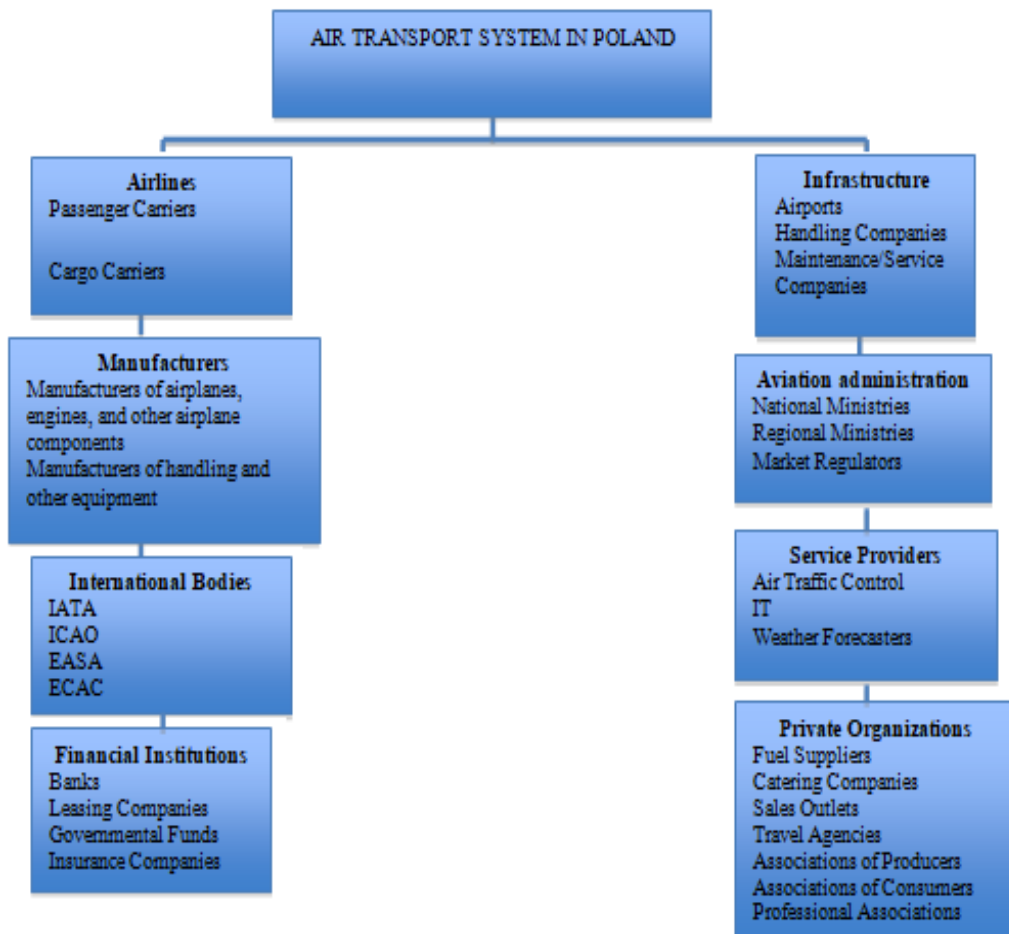 AIR TRANSPORT SYSTEM IN POLAND
Airlines
Passenger Carriers
Cargo Carriers
Manufacturers
Manufacturers of airplanes,
engines, and other airplane
components
Manufacturers of handling and
other equipment
International Bodies
IATA
ICAO
EASA
ECAC
Financial Institutions
Banks
Leasing Companies
Governmental Funds
Insurance Companies
Infrastructure
Airports
Handling Companies
Maintenance/Service
Companies
Aviation administration
National Ministries
Regional Ministries
Market Regulators
Service Providers
Air Traffic Control
IT
Weather Forecasters
Private Organizations
Fuel Suppliers
Catering Companies
Sales Outlets
Travel Agencies
Associations of Producers
Associations of Consumers
Professional Associations